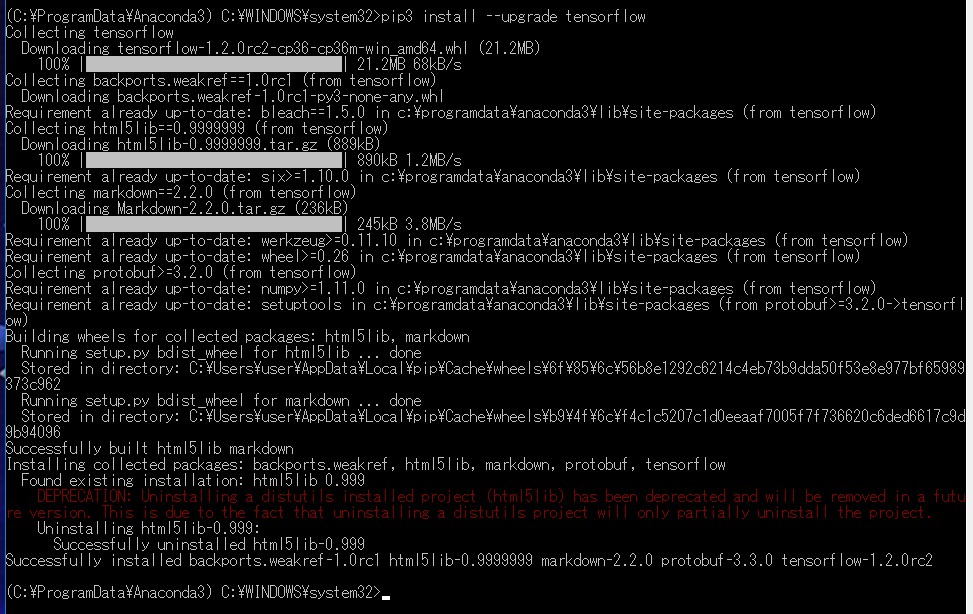 (C:¥ProgramData¥Anaconda3) C:¥WINDOWS¥system32>pip3 install --upgrade tensorflow
Collecting tensorflow
  Downloading tensorflow-1.2.0rc2-cp36-cp36m-win_amd64.whl (21.2MB)
    100% |████████████████████████████████| 21.2MB 68kB/s
Collecting backports.weakref==1.0rc1 (from tensorflow)
  Downloading backports.weakref-1.0rc1-py3-none-any.whl
Requirement already up-to-date: bleach==1.5.0 in c:¥programdata¥anaconda3¥lib¥site-packages (from tensorflow)
Collecting html5lib==0.9999999 (from tensorflow)
  Downloading html5lib-0.9999999.tar.gz (889kB)
    100% |████████████████████████████████| 890kB 1.2MB/s
Requirement already up-to-date: six>=1.10.0 in c:¥programdata¥anaconda3¥lib¥site-packages (from tensorflow)
Collecting markdown==2.2.0 (from tensorflow)
  Downloading Markdown-2.2.0.tar.gz (236kB)
    100% |████████████████████████████████| 245kB 3.8MB/s
Requirement already up-to-date: werkzeug>=0.11.10 in c:¥programdata¥anaconda3¥lib¥site-packages (from tensorflow)
Requirement already up-to-date: wheel>=0.26 in c:¥programdata¥anaconda3¥lib¥site-packages (from tensorflow)
Collecting protobuf>=3.2.0 (from tensorflow)
Requirement already up-to-date: numpy>=1.11.0 in c:¥programdata¥anaconda3¥lib¥site-packages (from tensorflow)
Requirement already up-to-date: setuptools in c:¥programdata¥anaconda3¥lib¥site-packages (from protobuf>=3.2.0->tensorfl
ow)
Building wheels for collected packages: html5lib, markdown
  Running setup.py bdist_wheel for html5lib ... done
  Stored in directory: C:¥Users¥user¥AppData¥Local¥pip¥Cache¥wheels¥6f¥85¥6c¥56b8e1292c6214c4eb73b9dda50f53e8e977bf65989
373c962
  Running setup.py bdist_wheel for markdown ... done
  Stored in directory: C:¥Users¥user¥AppData¥Local¥pip¥Cache¥wheels¥b9¥4f¥6c¥f4c1c5207c1d0eeaaf7005f7f736620c6ded6617c9d
9b94096
Successfully built html5lib markdown
Installing collected packages: backports.weakref, html5lib, markdown, protobuf, tensorflow
  Found existing installation: html5lib 0.999
    DEPRECATION: Uninstalling a distutils installed project (html5lib) has been deprecated and will be removed in a futu
re version. This is due to the fact that uninstalling a distutils project will only partially uninstall the project.
    Uninstalling html5lib-0.999:
      Successfully uninstalled html5lib-0.999
Successfully installed backports.weakref-1.0rc1 html5lib-0.9999999 markdown-2.2.0 protobuf-3.3.0 tensorflow-1.2.0rc2
(C:¥ProgramData¥Anaconda3) C:¥WINDOWS¥system32>